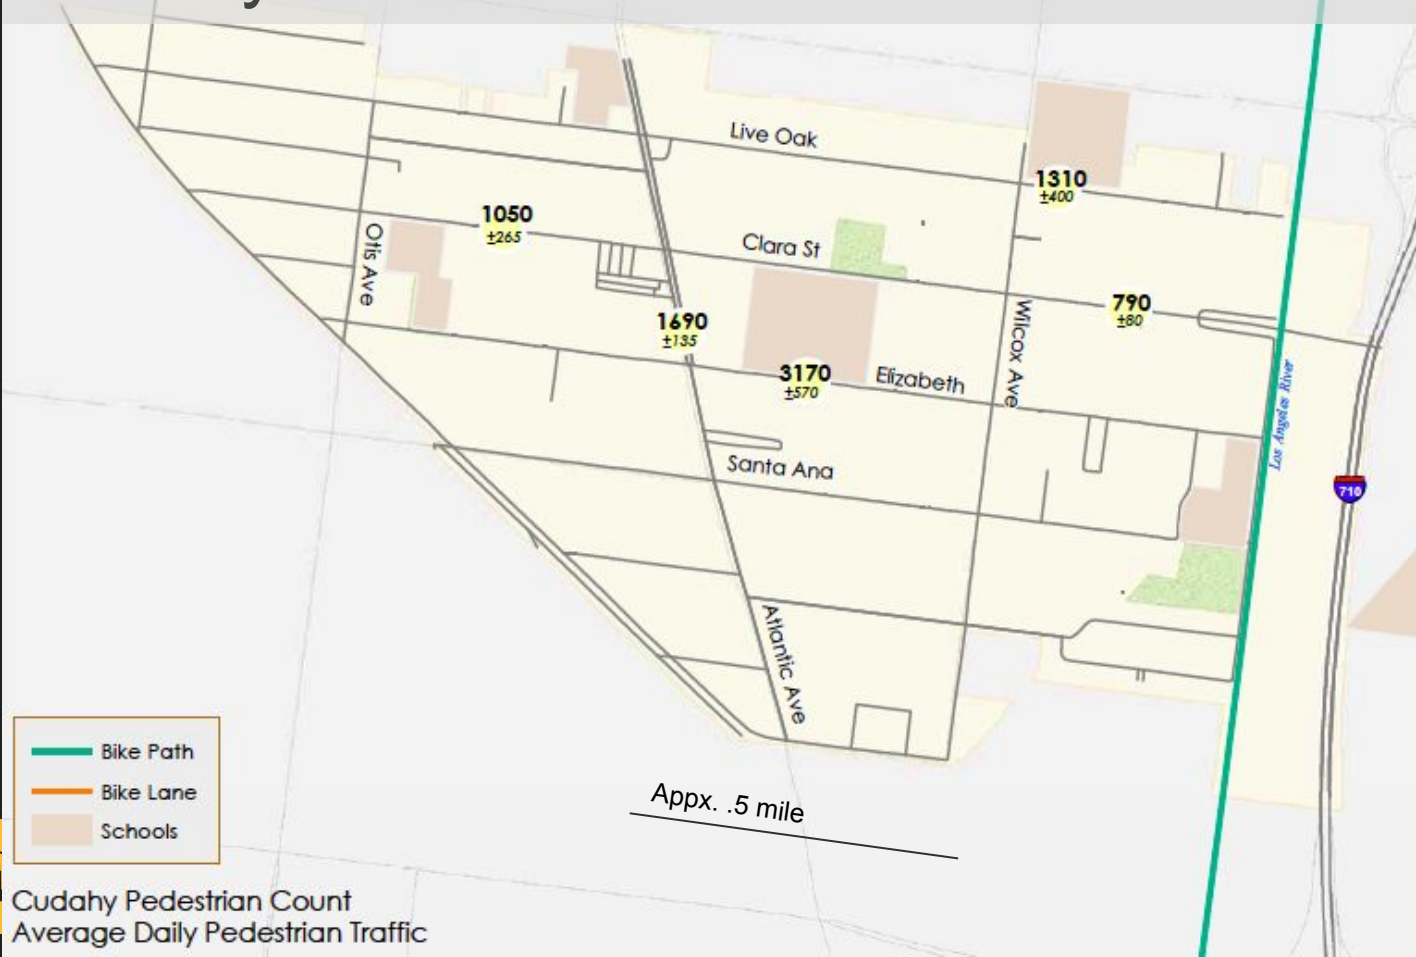 Live Oak
1310
±400
1050
±265
Otis Ave
Clara St
790
±80
1690
±135
Wilcox Ave
3170
±570
Elizabeth
Los Angeles River
Santa Ana
710
Atlantic Ave
Bike Path
Bike Lane
Schools
Appx. .5 mile
Cudahy Pedestrian Count
Average Daily Pedestrian Traffic